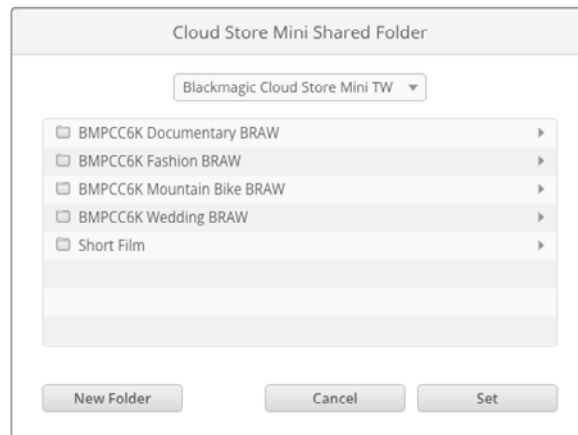 Cloud Store Mini Shared Folder
Blackmagic Cloud Store Mini TW
BMPCC6K Documentary BRAW
BMPCC6K Fashion BRAW
BMPCC6K Mountain Bike BRAW
BMPCC6K Wedding BRAW
Short Film
New Folder Cancel Set